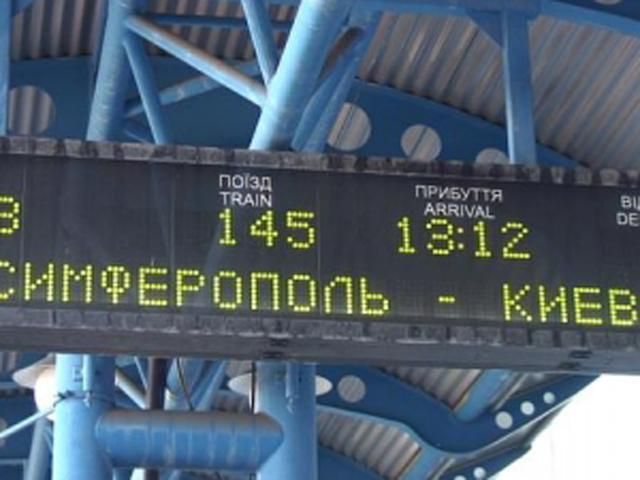 ПОЇЗД ПРИБУТТЯ
TRAIN ARRIVAL
145 13:12
СИМФЕРОПОЛЬ - КИЕВ